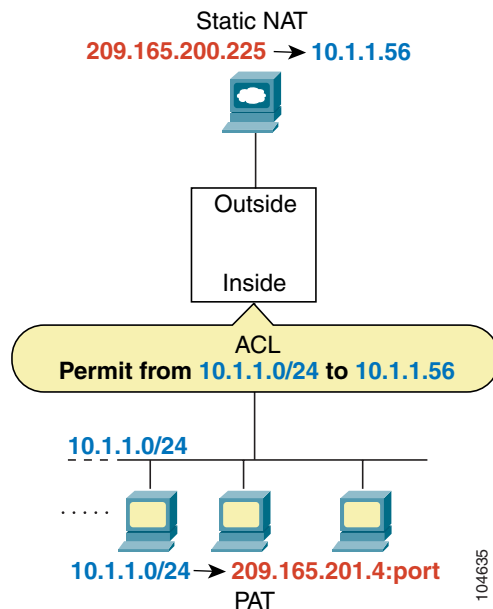 Static NAT
209.165.200.225 → 10.1.1.56
Outside
Inside
ACL
Permit from 10.1.1.0/24 to 10.1.1.56
10.1.1.0/24
10.1.1.0/24 → 209.165.201.4:port
PAT
104635